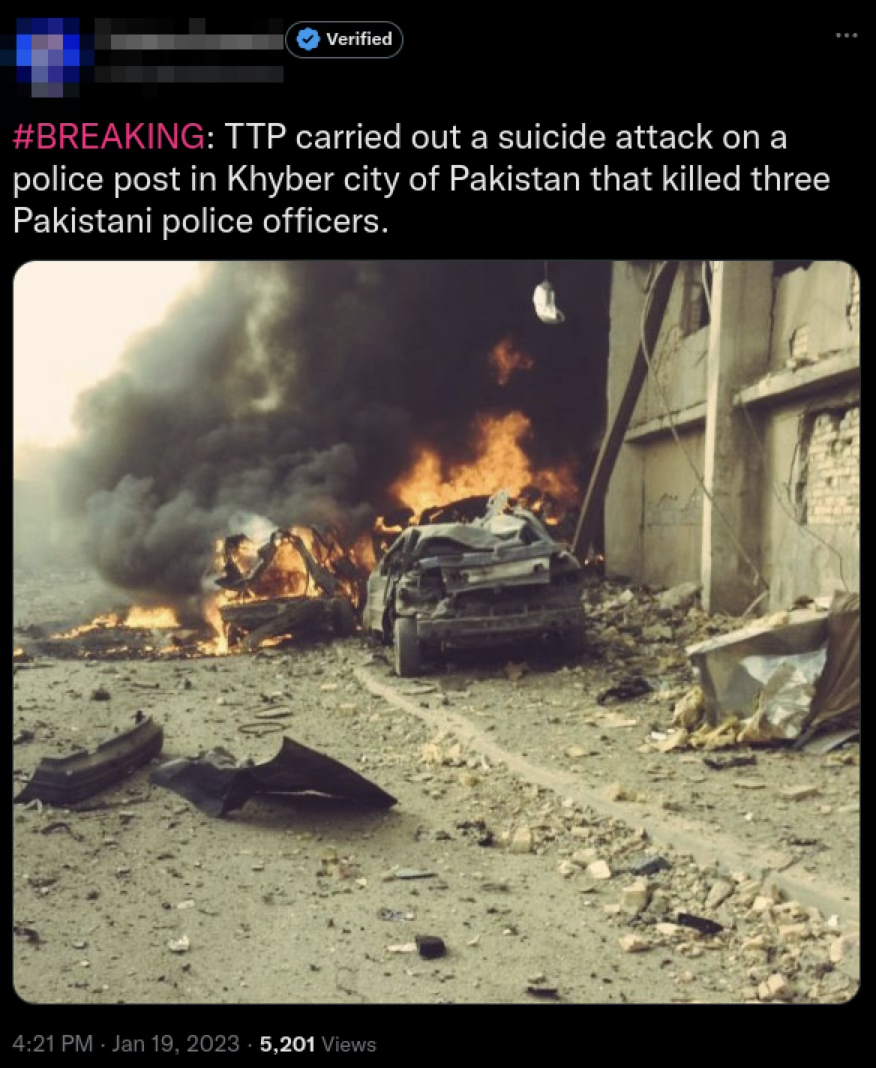 Verified
#BREAKING: TTP carried out a suicide attack on a
police post in Khyber city of Pakistan that killed three
Pakistani police officers.
4:21 PM · Jan 19, 2023 · 5,201 Views